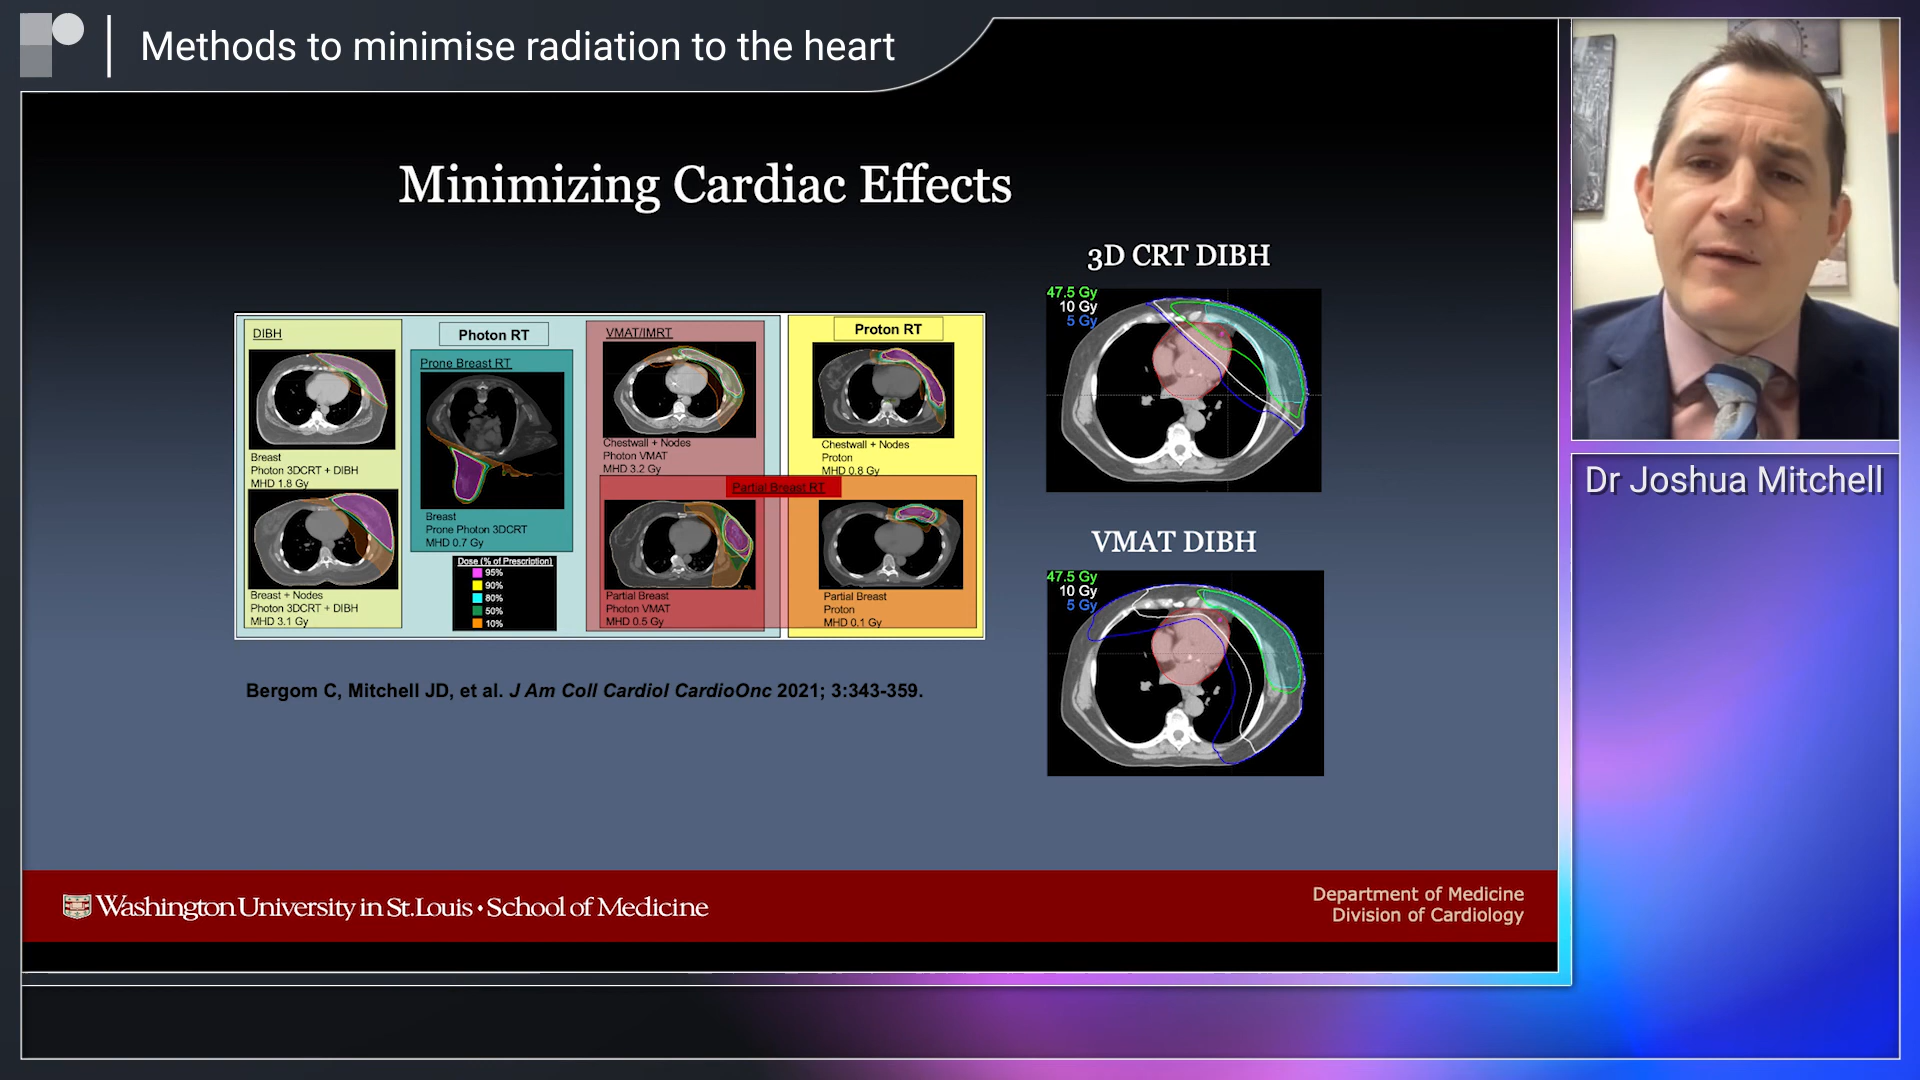 Methods to minimise radiation to the heart
Minimizing Cardiac Effects
DIBH
Breast
Photon 3DCRT + DIBH
MHD 1.8 Gy
Breast + Nodes
Photon 3DCRT + DIBH
MHD 3.1 Gy
Photon RT
Prone Breast RT
Breast
Prone Photon 3DCRT
MHD 0.7 Gy
Dose (% of Prescription)
95%
90%
80%
50%
10%
VMAT/IMRT
Chestwall + Nodes
Photon VMAT
MHD 3.2 Gy
Partial Breast RT
Partial Breast
Photon VMAT
MHD 0.5 Gy
Proton RT
Chestwall + Nodes
Proton
MHD 0.8 Gy
Partial Breast
Proton
MHD 0.1 Gy
Bergom C, Mitchell JD, et al. J Am Coll Cardiol CardioOnc 2021; 3:343-359.
3D CRT DIBH
47.5 Gy
10 Gy
5 Gy
VMAT DIBH
47.5 Gy
10 Gy
5 Gy
Washington University in St. Louis • School of Medicine
Department of Medicine
Division of Cardiology
Dr Joshua Mitchell